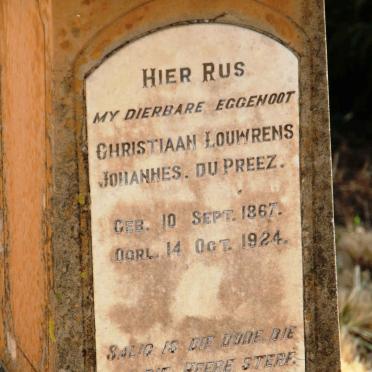 HIER RUS
MY DIERBARE EGGENOOT
CHRISTIAAN LOUWRENS
JOHANNES. DU PREEZ.
GEB. 10 SEPT. 1867.
OORL. 14 OCT. 1924.
SALIG IS DIE DODE DIE
DIE HEERE STERF.